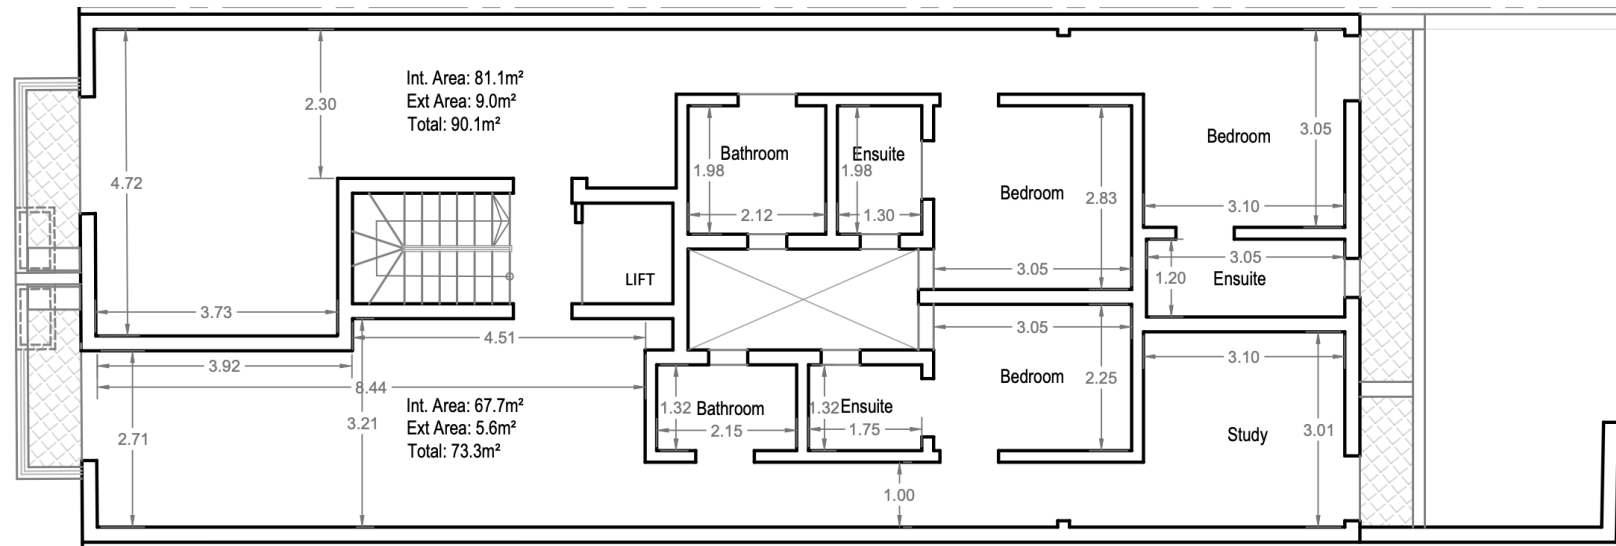 Int. Area: 81.1m²
Ext Area: 9.0m²
Total: 90.1m²
2.30
4.72
3.73
Bathroom
1.98
2.12
Ensuite
1.98
1.30
Bedroom
2.83
3.05
Bedroom
3.05
3.10
3.05
1.20
Ensuite
LIFT
4.51
3.92
8.44
3.21
2.71
Int. Area: 67.7m²
Ext Area: 5.6m²
Total: 73.3m²
1.32
Bathroom
2.15
1.32
Ensuite
1.75
3.05
Bedroom
2.25
1.00
3.10
Study
3.01